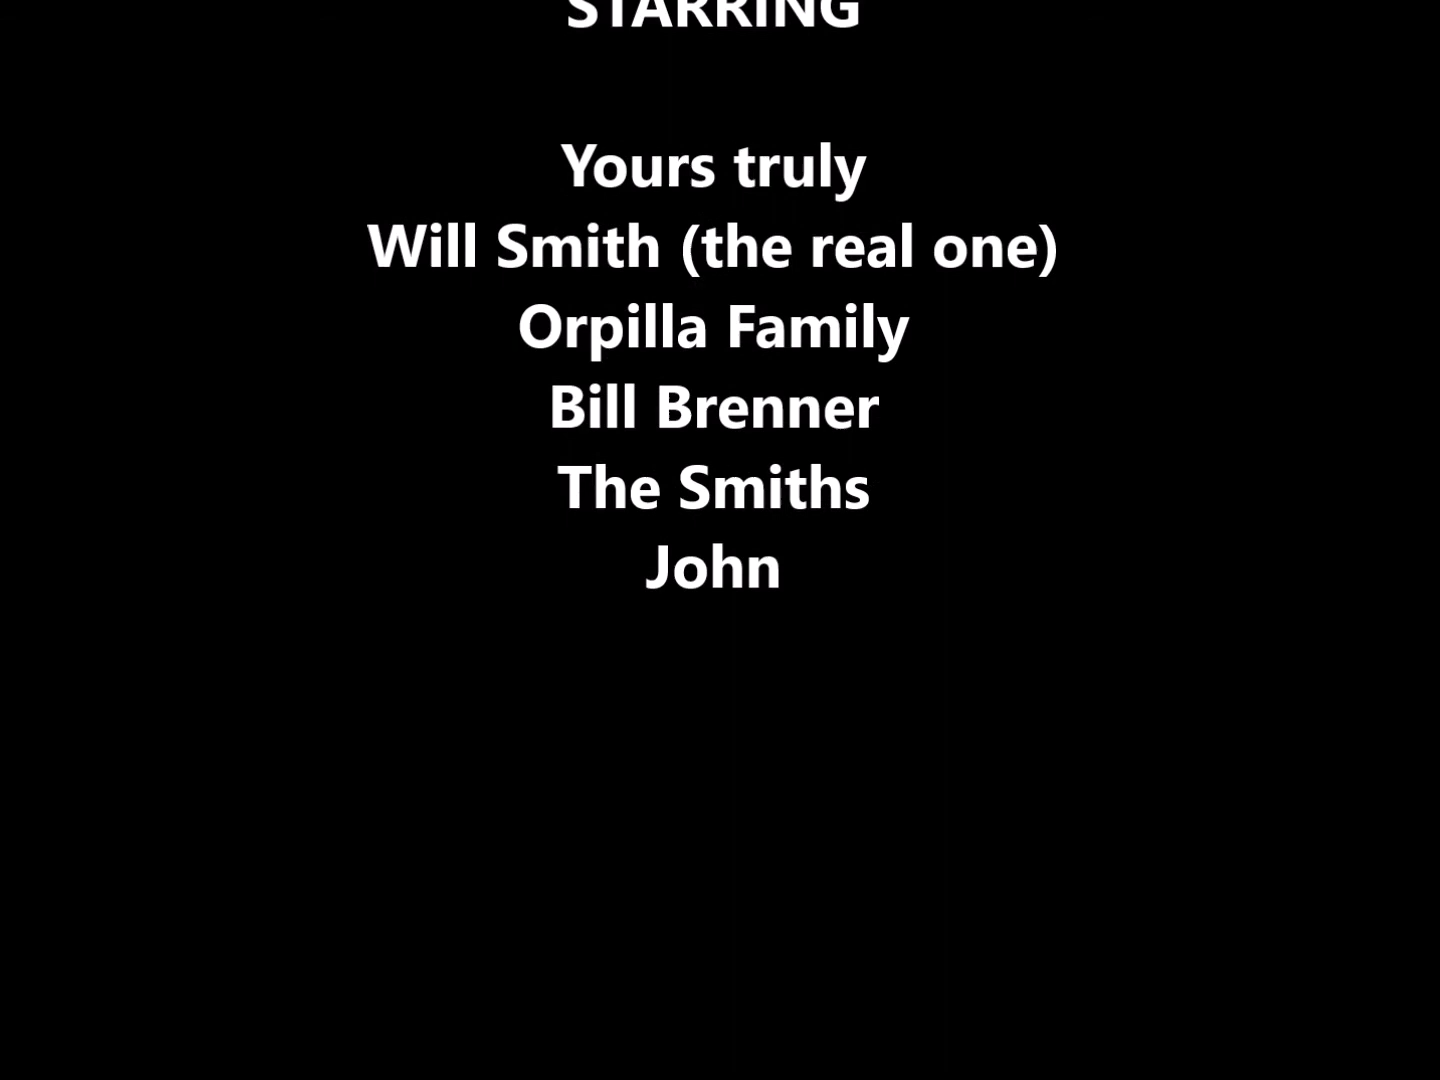 STARRING
Yours truly
Will Smith (the real one)
Orpilla Family
Bill Brenner
The Smiths
John